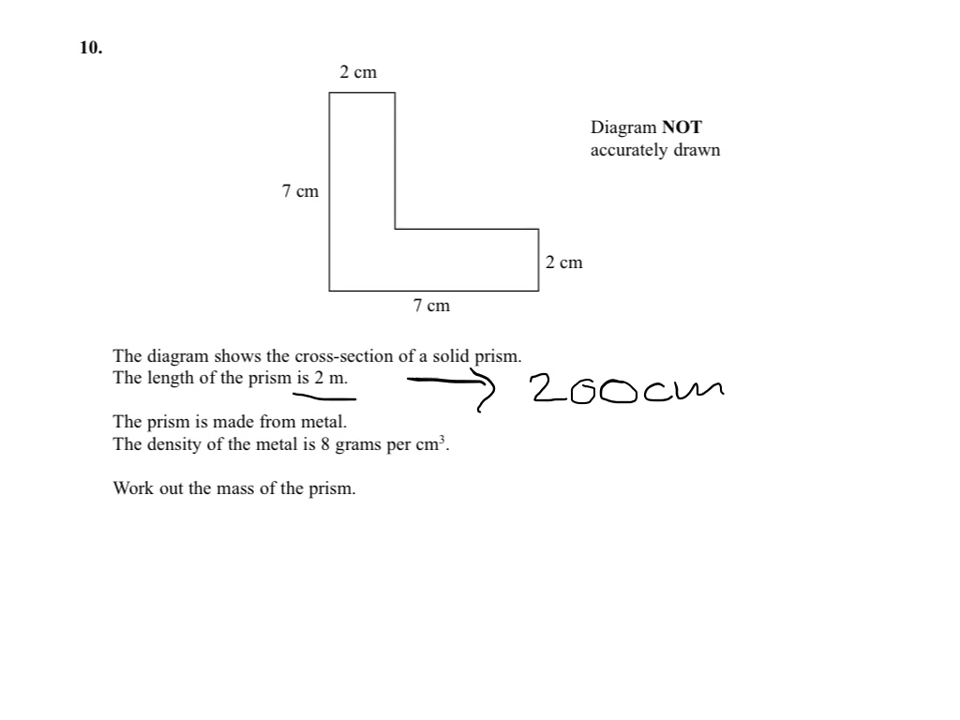 10.
2 cm
Diagram NOT
accurately drawn
7 cm
2 cm
7 cm
The diagram shows the cross-section of a solid prism.
The length of the prism is 2 m. → 200cm
The prism is made from metal.
The density of the metal is 8 grams per cm³.
Work out the mass of the prism.